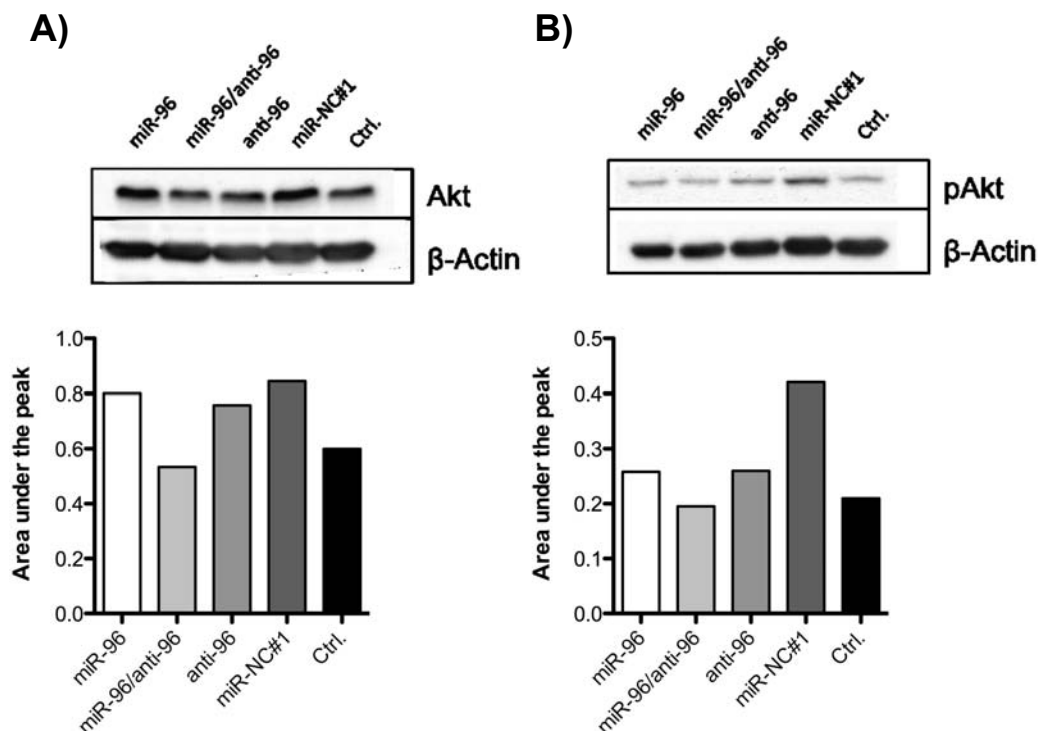 A)
miR-96
miR-96/anti-96
anti-96
miR-NC#1
Ctrl.
Akt
β-Actin
Area under the peak
1.0
0.8
0.6
0.4
0.2
0.0
miR-96
miR-96/anti-96
anti-96
miR-NC#1
Ctrl.
B)
miR-96
miR-96/anti-96
anti-96
miR-NC#1
Ctrl.
pAkt
β-Actin
Area under the peak
0.5
0.4
0.3
0.2
0.1
0.0
miR-96
miR-96/anti-96
anti-96
miR-NC#1
Ctrl.